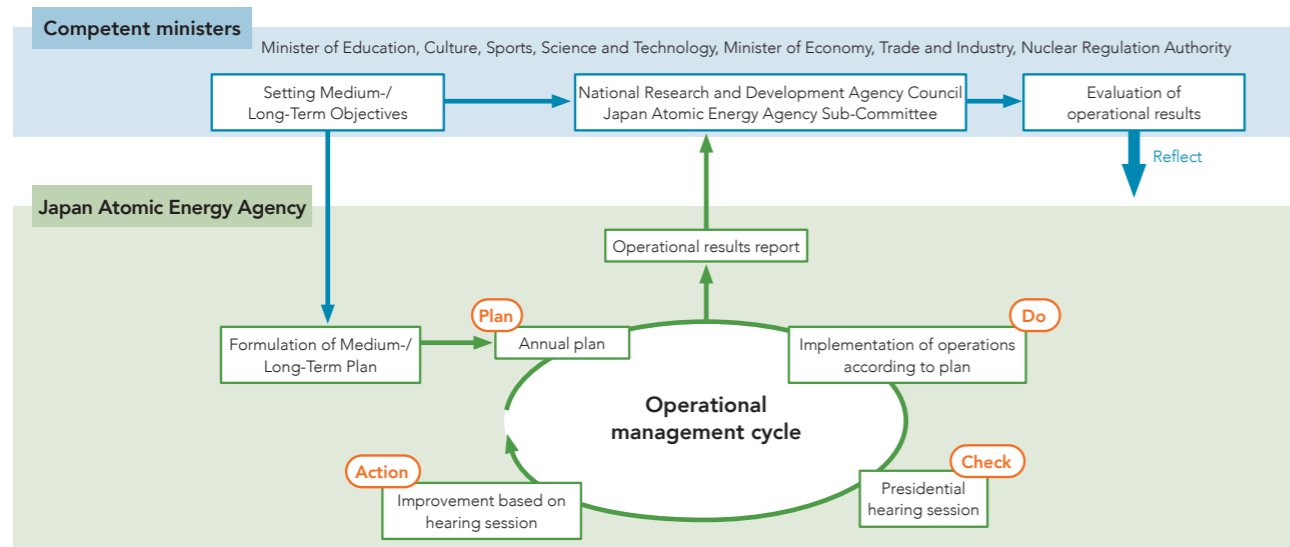 Competent ministers
Minister of Education, Culture, Sports, Science and Technology, Minister of Economy, Trade and Industry, Nuclear Regulation Authority
Setting Medium-/
Long-Term Objectives
National Research and Development Agency Council
Japan Atomic Energy Agency Sub-Committee
Evaluation of
operational results
Reflect
Japan Atomic Energy Agency
Operational results report
Plan
Do
Formulation of Medium-/
Long-Term Plan
Annual plan
Implementation of operations
according to plan
Operational
management cycle
Action
Check
Improvement based on
hearing session
Presidential
hearing session